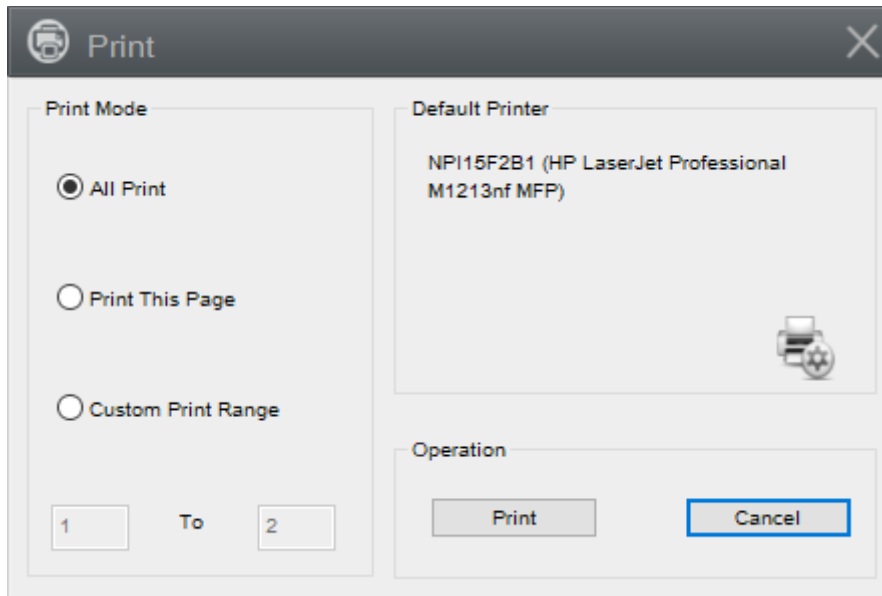 Print
Print Mode
All Print
Print This Page
Custom Print Range
1 To 2
Default Printer
NPI15F2B1 (HP LaserJet Professional
M1213nf MFP)
Operation
Print Cancel